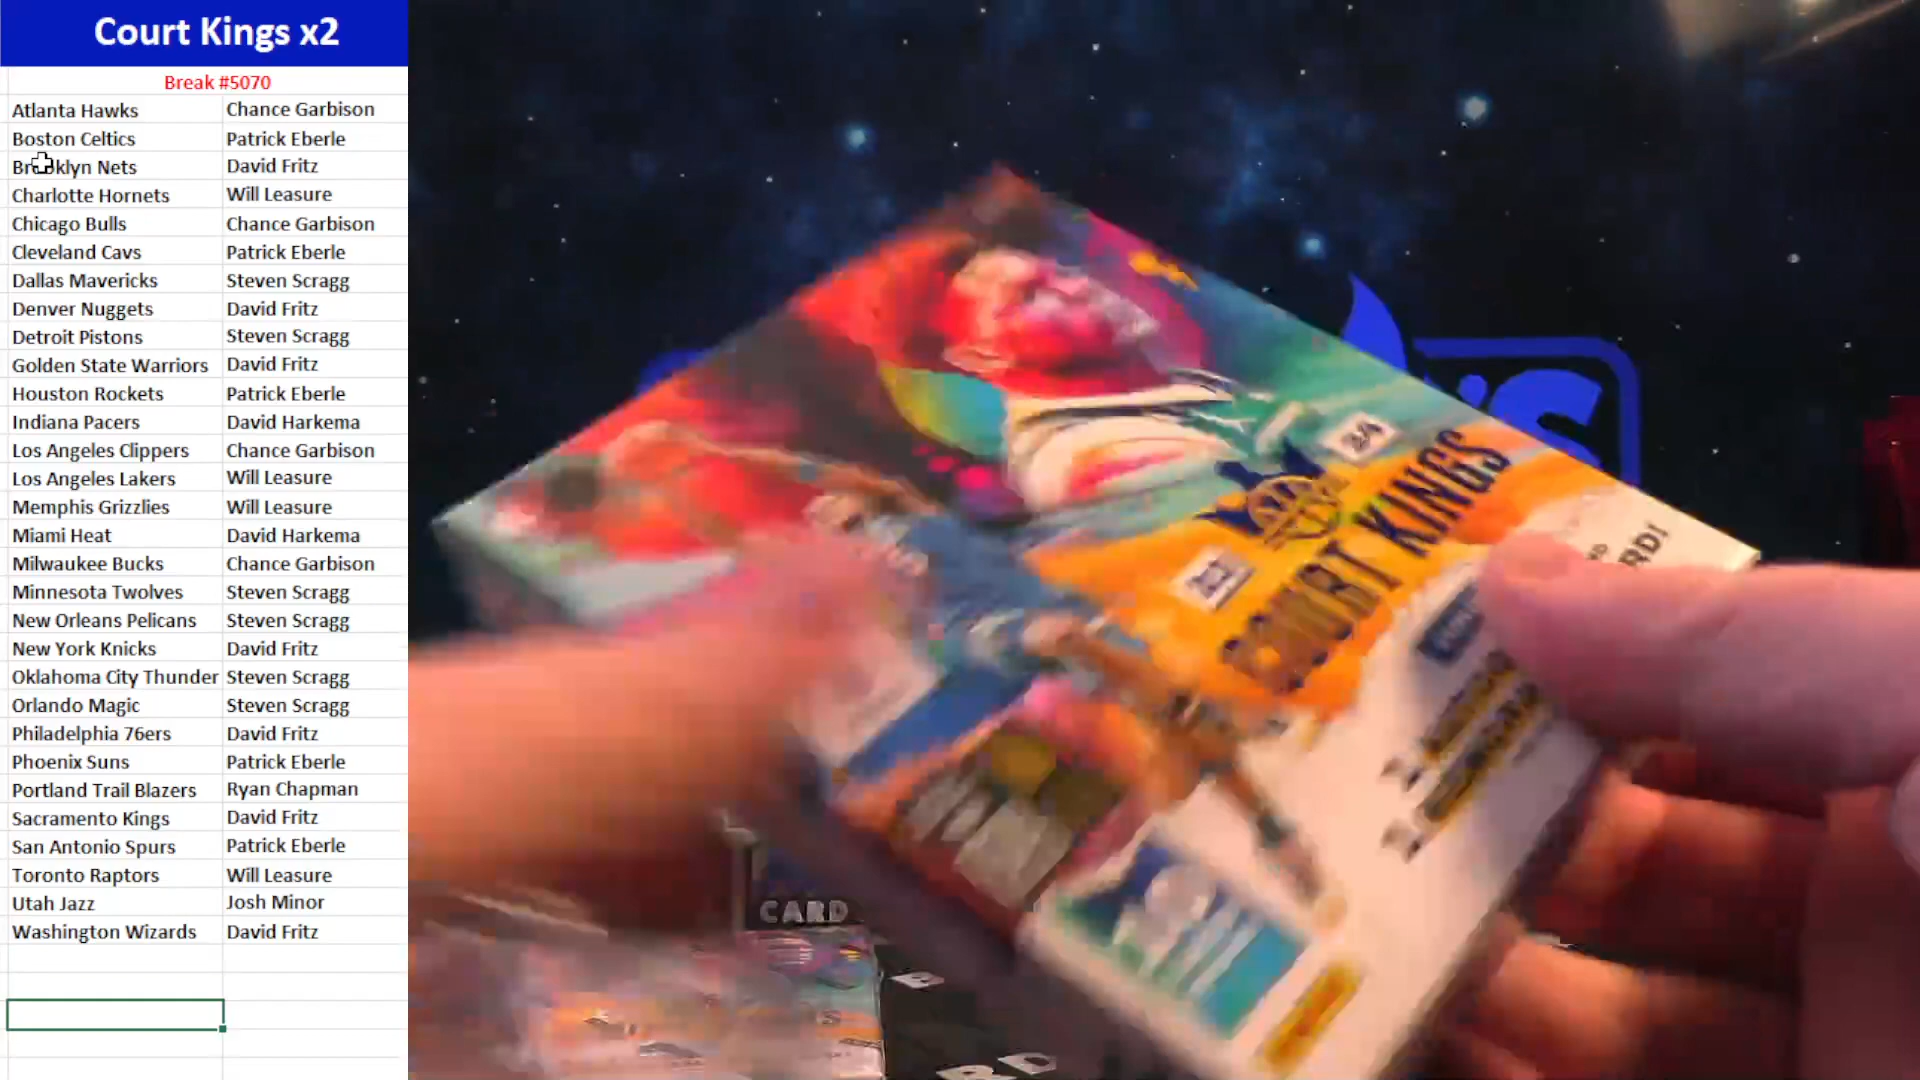 Court Kings x2
Break #5070
Atlanta Hawks Chance Garbison
Boston Celtics Patrick Eberle
Brooklyn Nets David Fritz
Charlotte Hornets Will Leasure
Chicago Bulls Chance Garbison
Cleveland Cavs Patrick Eberle
Dallas Mavericks Steven Scragg
Denver Nuggets David Fritz
Detroit Pistons Steven Scragg
Golden State Warriors David Fritz
Houston Rockets Patrick Eberle
Indiana Pacers David Harkema
Los Angeles Clippers Chance Garbison
Los Angeles Lakers Will Leasure
Memphis Grizzlies Will Leasure
Miami Heat David Harkema
Milwaukee Bucks Chance Garbison
Minnesota Twolves Steven Scragg
New Orleans Pelicans Steven Scragg
New York Knicks David Fritz
Oklahoma City Thunder Steven Scragg
Orlando Magic Steven Scragg
Philadelphia 76ers David Fritz
Phoenix Suns Patrick Eberle
Portland Trail Blazers Ryan Chapman
Sacramento Kings David Fritz
San Antonio Spurs Patrick Eberle
Toronto Raptors Will Leasure
Utah Jazz Josh Minor
Washington Wizards David Fritz
COURT KINGS
CARD